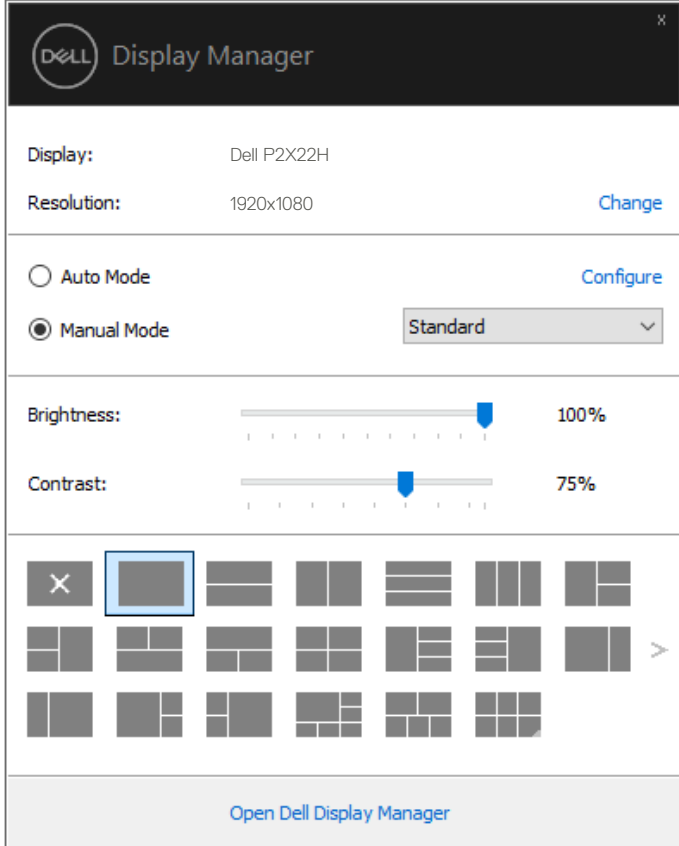 x
DELL Display Manager
Display: Dell P2X22H
Resolution: 1920x1080 Change
Auto Mode Configure
Manual Mode Standard
Brightness: 100%
Contrast: 75%
Open Dell Display Manager